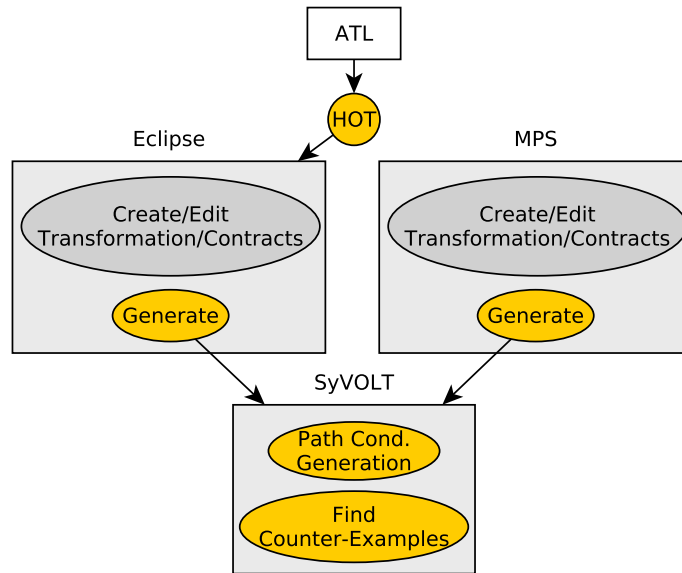 ATL
HOT
Eclipse
MPS
Create/Edit
Transformation/Contracts
Create/Edit
Transformation/Contracts
Generate
Generate
SyVOLT
Path Cond.
Generation
Find
Counter-Examples